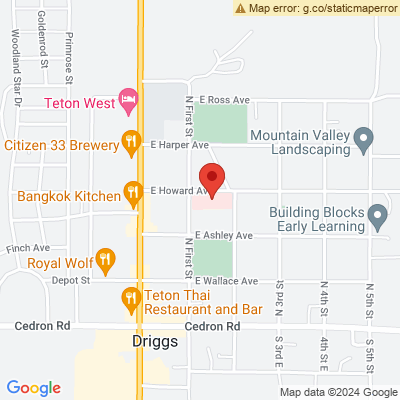 Map error: g.co/staticmaperror
Goldenrod St
Woodland Star Dr
Primrose St
Teton West
N First St
E Ross Ave
Citizen 33 Brewery
E Harper Ave
Mountain Valley
Landscaping
Bangkok Kitchen
E Howard Ave
Building Blocks
Early Learning
Finch Ave
E Ashley Ave
Royal Wolf
Depot St
N First St
E Wallace Ave
Teton Thai
Restaurant and Bar
N 3rd St
N 4th St
N 5th St
Cedron Rd
Cedron Rd
Driggs
S 3rd E
4th St E
S 5th St
Google
Map data ©2024 Google